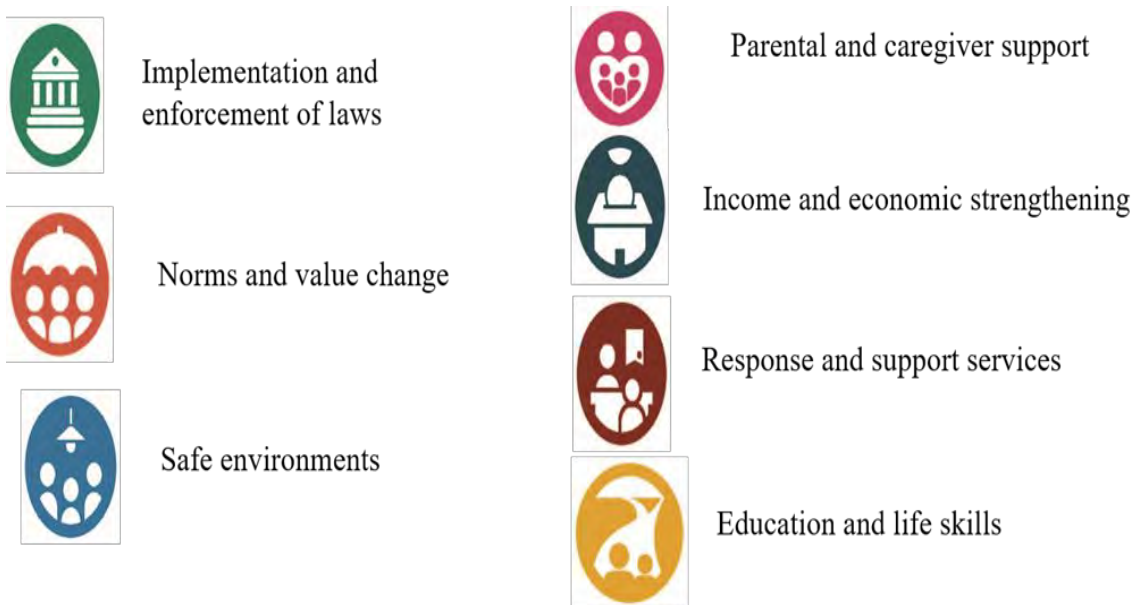 Implementation and
enforcement of laws
Norms and value change
Safe environments
Parental and caregiver support
Income and economic strengthening
Response and support services
Education and life skills